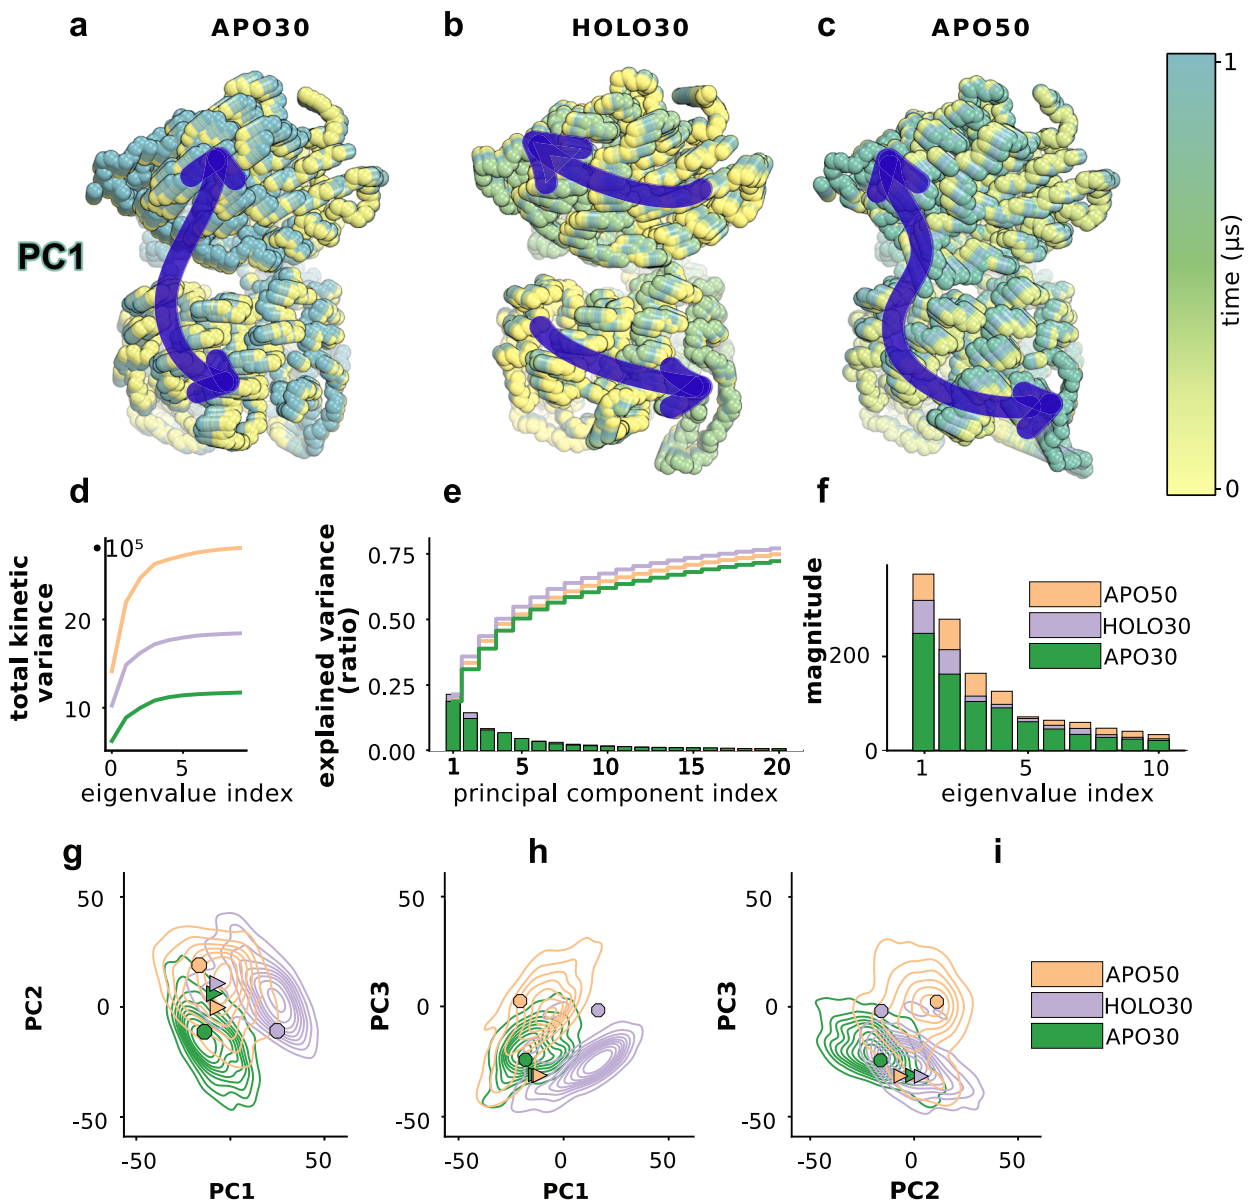 a APO30 b HOLO30 c APO50
1
PC1
time (μs)
0
d e f
•10⁵
total kinetic
variance
20
10
0 5
eigenvalue index
explained variance
(ratio)
0.75
0.50
0.25
0.00
1 5 10 15 20
principal component index
magnitude
200
0
1 5 10
eigenvalue index
APO50
HOLO30
APO30
g h i
PC2
50
0
-50
-50 0 50
PC1
PC3
50
0
-50
-50 0 50
PC1
PC3
50
0
-50
-50 0 50
PC2
APO50
HOLO30
APO30